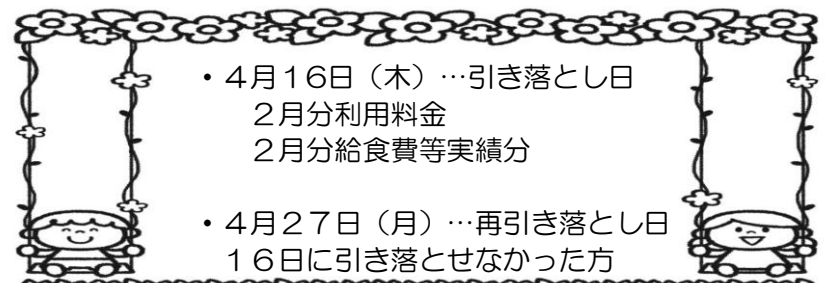 ・４月１６日（木）…引き落とし日
２月分利用料金
２月分給食費等実績分
・４月２７日（月）…再引き落とし日
１６日に引き落とせなかった方